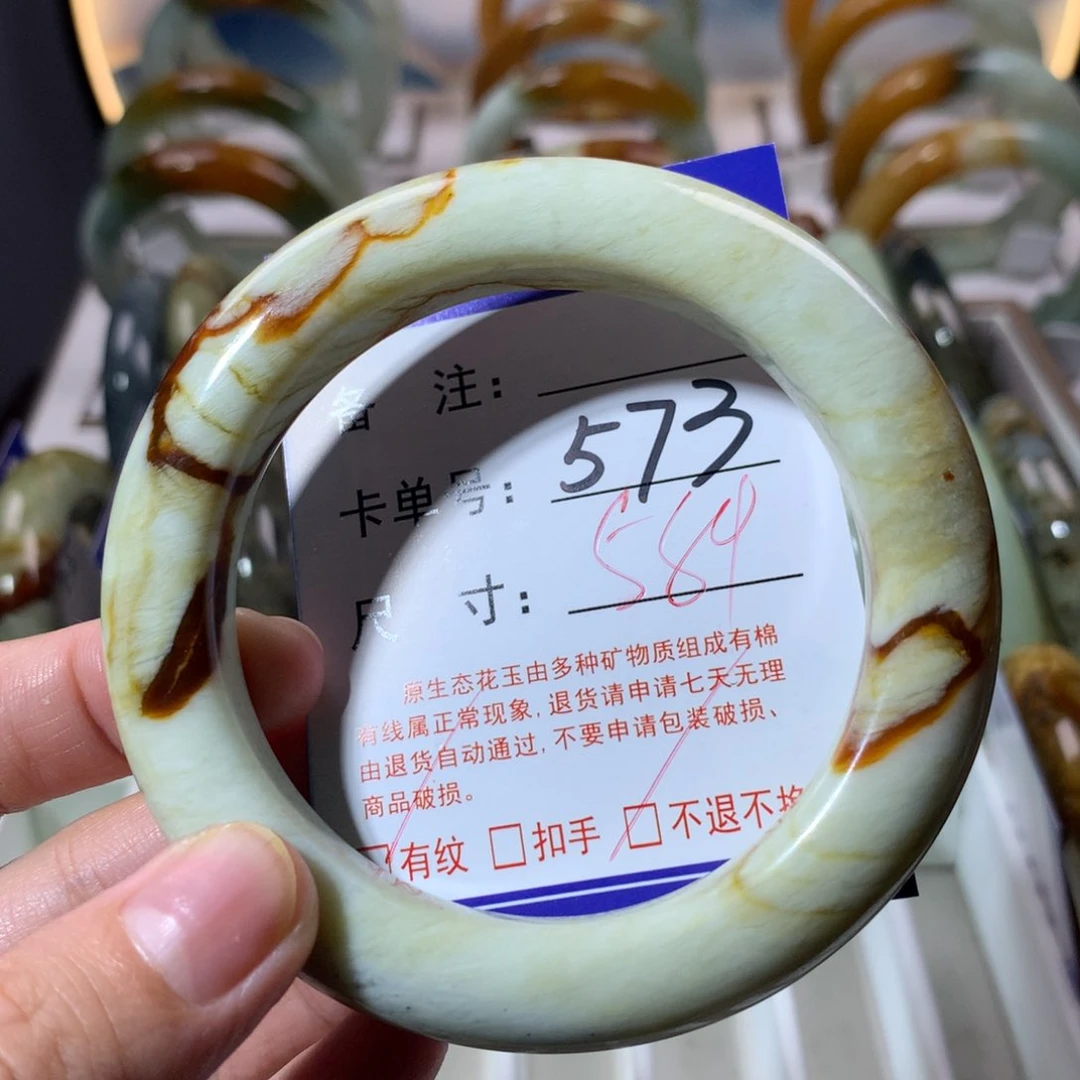 备 注：
卡单号： 573
564
尺 寸：
原生态花玉由多种矿物质组成有棉
有线属正常现象,退货请申请七天无理
由退货自动通过,不要申请包装破损、
商品破损。
☑有纹 □扣手 □不退不换